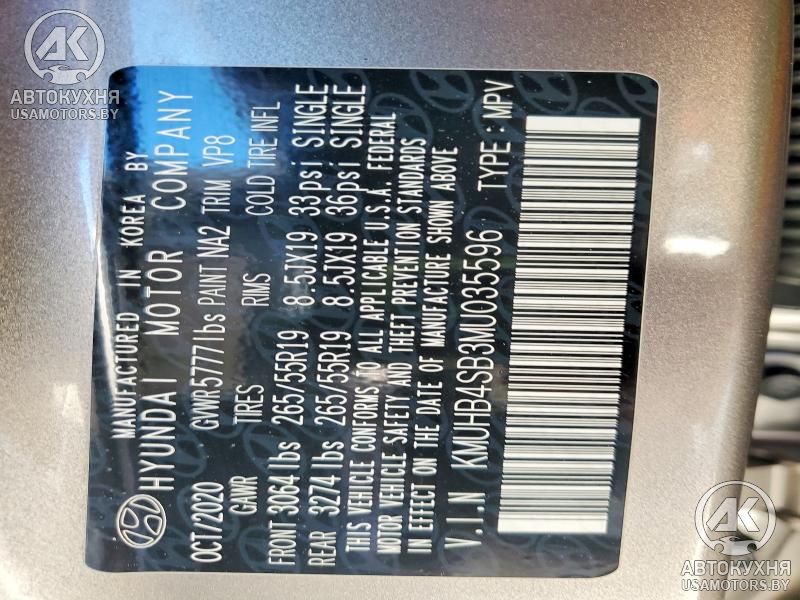 АВТОКУХНЯ
USAMOTORS.BY
MANUFACTURED IN KOREA BY
HYUNDAI MOTOR COMPANY
OCT/2020 GVWR5777lbs PAINT NA2 TRIM VP8
GAWR TIRES RIMS COLD TIRE INFL
FRONT 3064lbs 265/55R19 8.5JX19 33psi SINGLE
REAR 3274lbs 265/55R19 8.5JX19 36psi SINGLE
THIS VEHICLE CONFORMS TO ALL APPLICABLE U.S.A. FEDERAL
MOTOR VEHICLE SAFETY AND THEFT PREVENTION STANDARDS
IN EFFECT ON THE DATE OF MANUFACTURE SHOWN ABOVE
V.I.N KMUHB4SB3MU035596 TYPE : MPV
АВТОКУХНЯ
USAMOTORS.BY